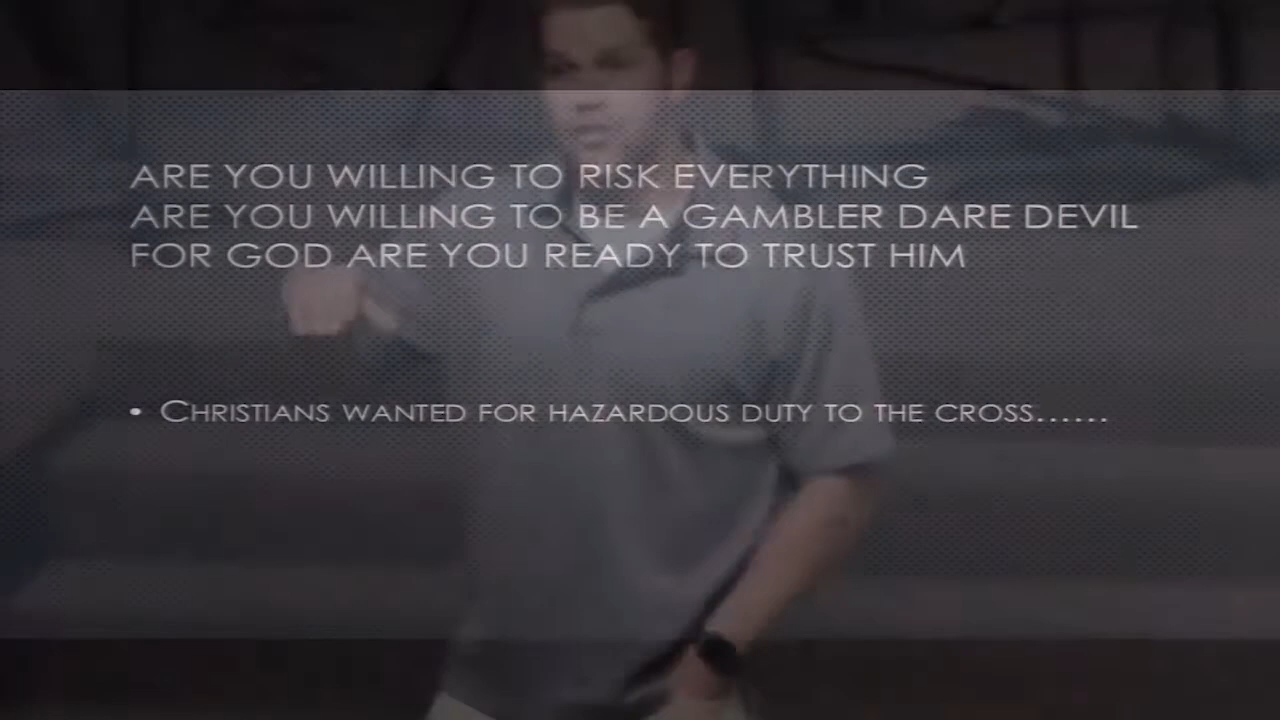 ARE YOU WILLING TO RISK EVERYTHING
ARE YOU WILLING TO BE A GAMBLER DARE DEVIL
FOR GOD ARE YOU READY TO TRUST HIM
• CHRISTIANS WANTED FOR HAZARDOUS DUTY TO THE CROSS......